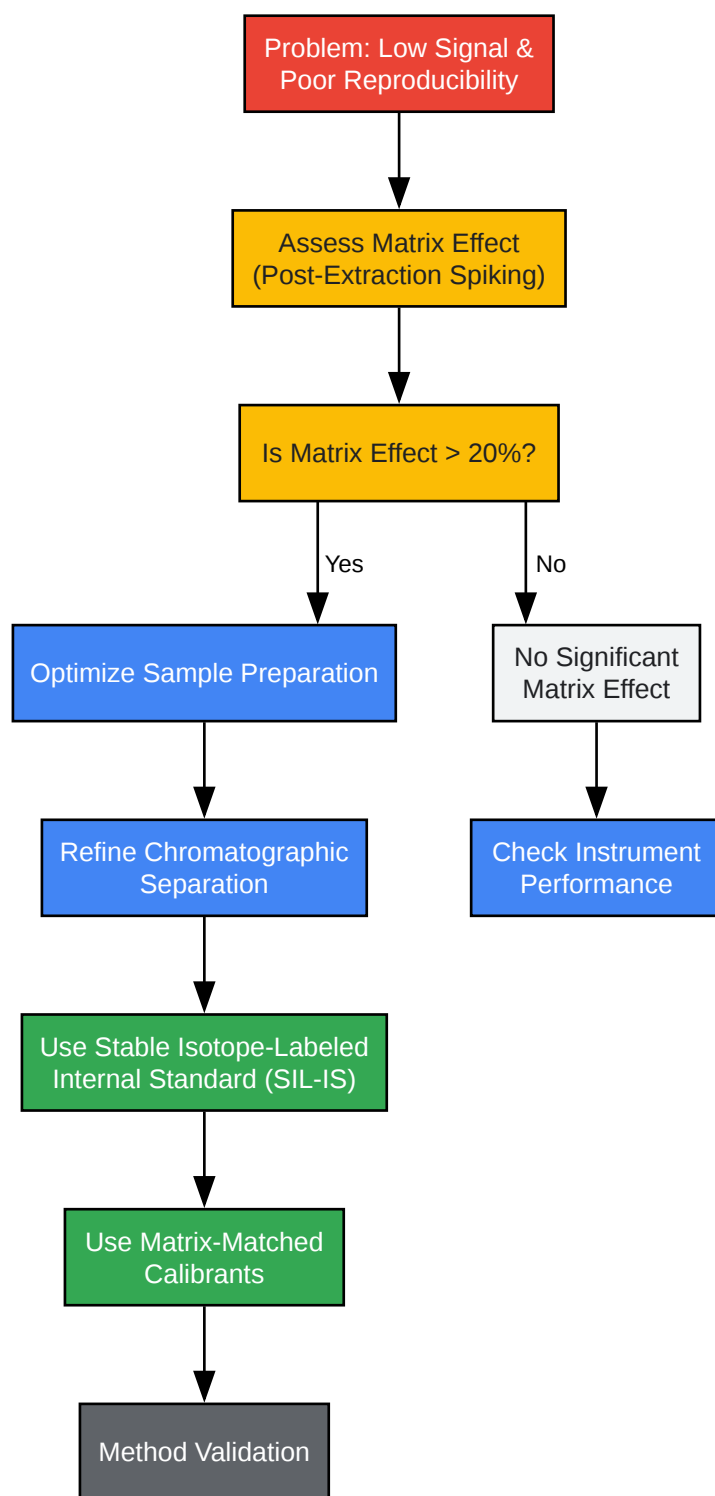 Problem: Low Signal &
Poor Reproducibility
Assess Matrix Effect
(Post-Extraction Spiking)
Is Matrix Effect > 20%?
Yes
No
Optimize Sample Preparation
No Significant
Matrix Effect
Refine Chromatographic
Separation
Check Instrument
Performance
Use Stable Isotope-Labeled
Internal Standard (SIL-IS)
Use Matrix-Matched
Calibrants
Method Validation